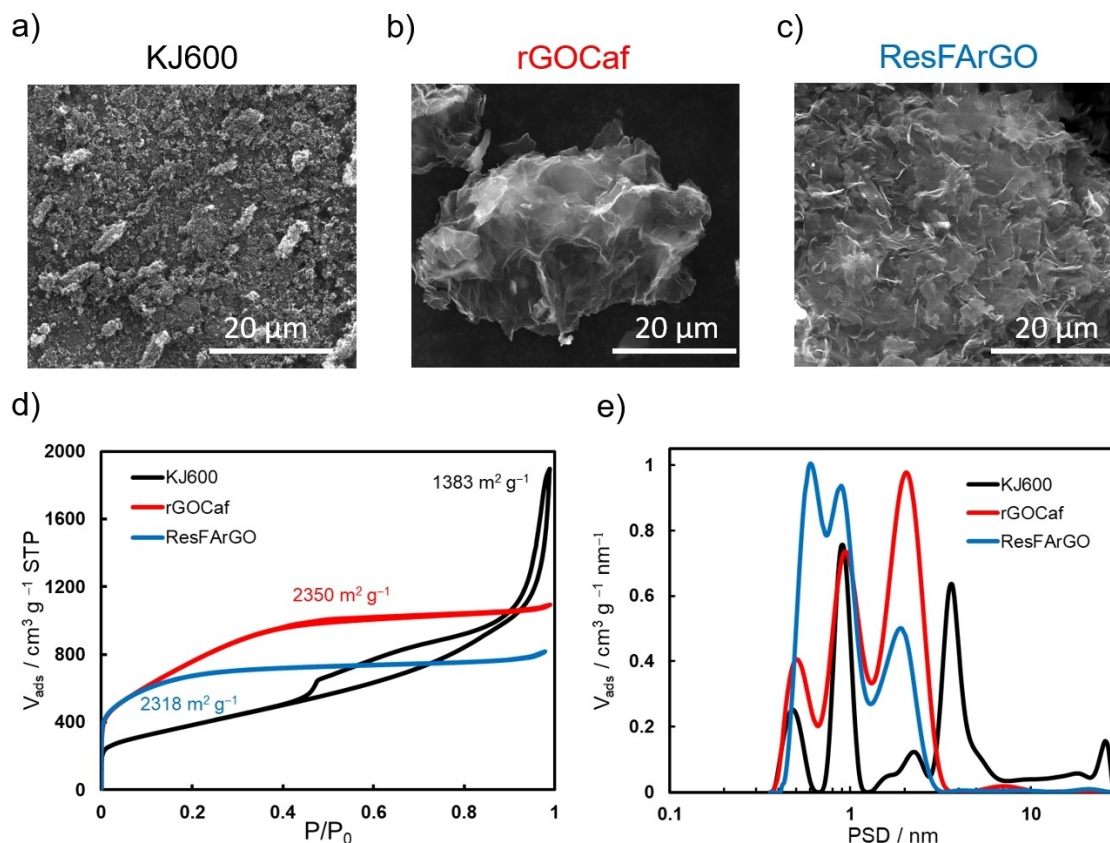 a)
KJ600
20 µm
b)
rGOCaf
20 µm
c)
ResFArGO
20 µm
d)
V_ads / cm³ g⁻¹ STP
2000
1600
1200
800
400
0
KJ600
rGOCaf
ResFArGO
1383 m² g⁻¹
2350 m² g⁻¹
2318 m² g⁻¹
0
0.2
0.4
0.6
0.8
1
P/P₀
e)
V_ads / cm³ g⁻¹ nm⁻¹
1
0.8
0.6
0.4
0.2
0
KJ600
rGOCaf
ResFArGO
0.1
1
10
PSD / nm